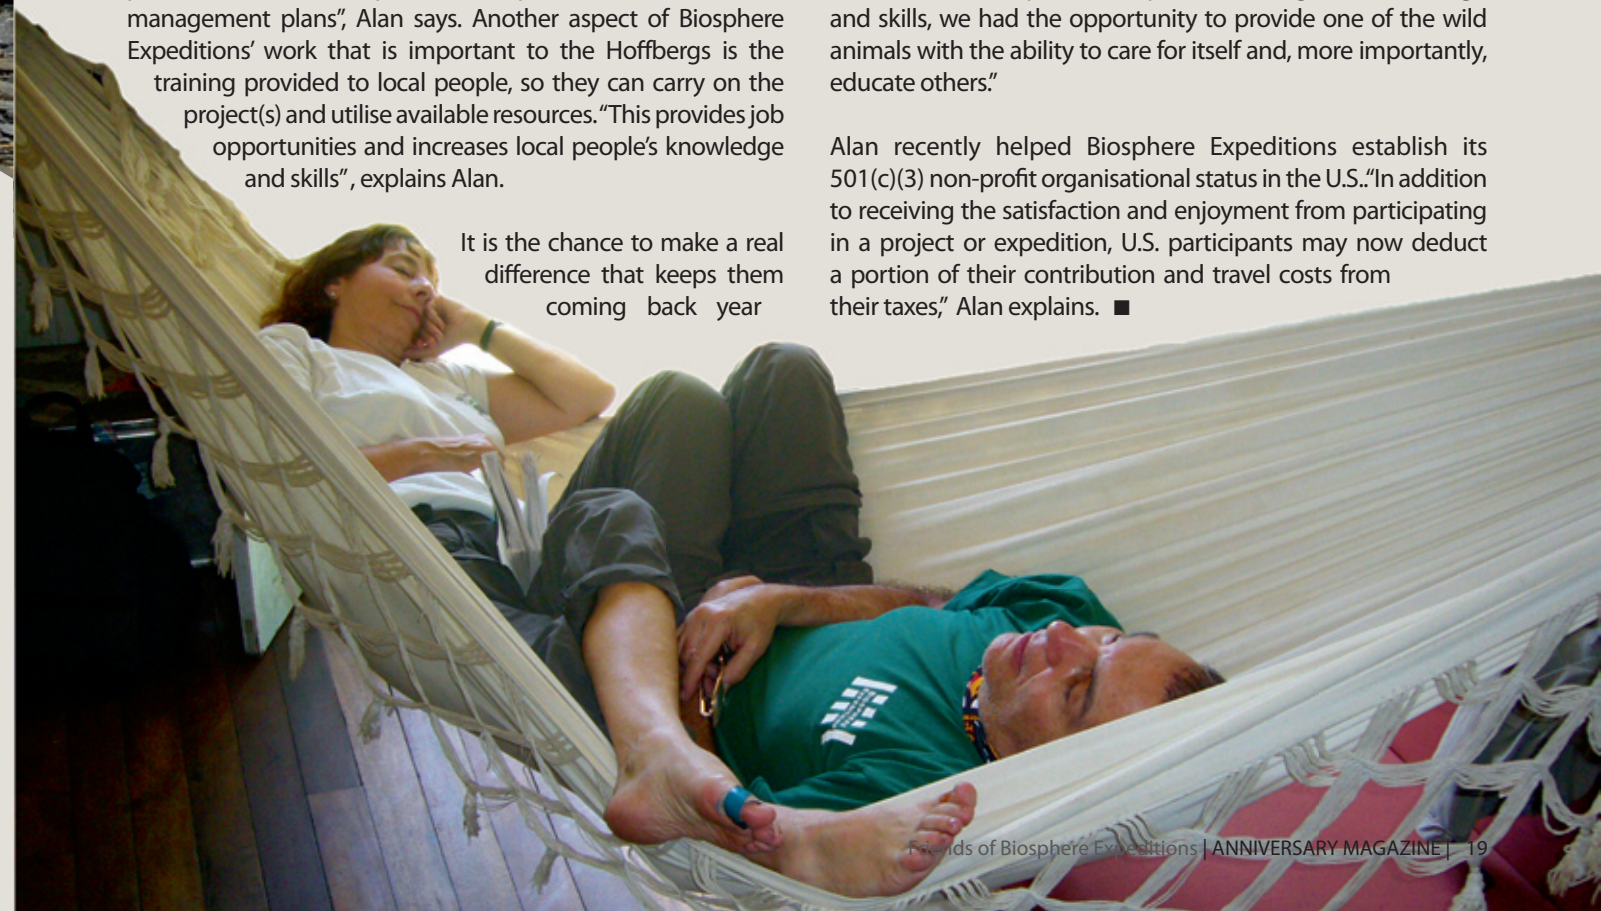 management plans”, Alan says. Another aspect of Biosphere
Expeditions’ work that is important to the Hoffbergs is the
training provided to local people, so they can carry on the
project(s) and utilise available resources. “This provides job
opportunities and increases local people’s knowledge
and skills” , explains Alan.
It is the chance to make a real
difference that keeps them
coming back year
and skills, we had the opportunity to provide one of the wild
animals with the ability to care for itself and, more importantly,
educate others.”
Alan recently helped Biosphere Expeditions establish its
501(c)(3) non-profit organisational status in the U.S..“In addition
to receiving the satisfaction and enjoyment from participating
in a project or expedition, U.S. participants may now deduct
a portion of their contribution and travel costs from
their taxes,” Alan explains. ■
Friends of Biosphere Expeditions | ANNIVERSARY MAGAZINE | 19